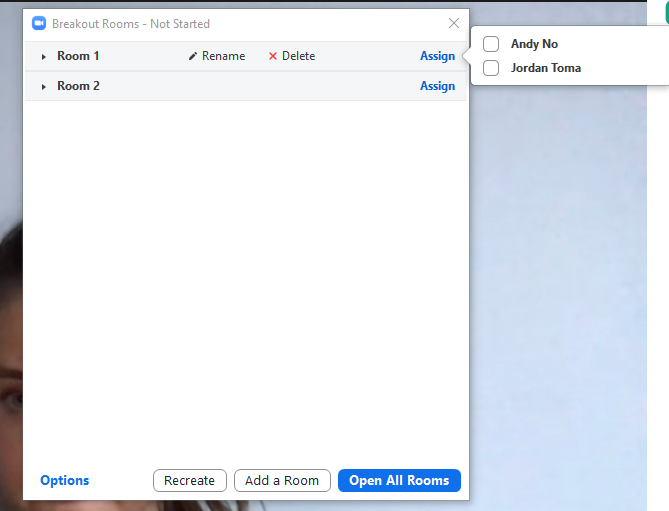 Breakout Rooms - Not Started
Room 1 Rename Delete Assign
Andy No
Jordan Toma
Room 2 Assign
Options Recreate Add a Room Open All Rooms